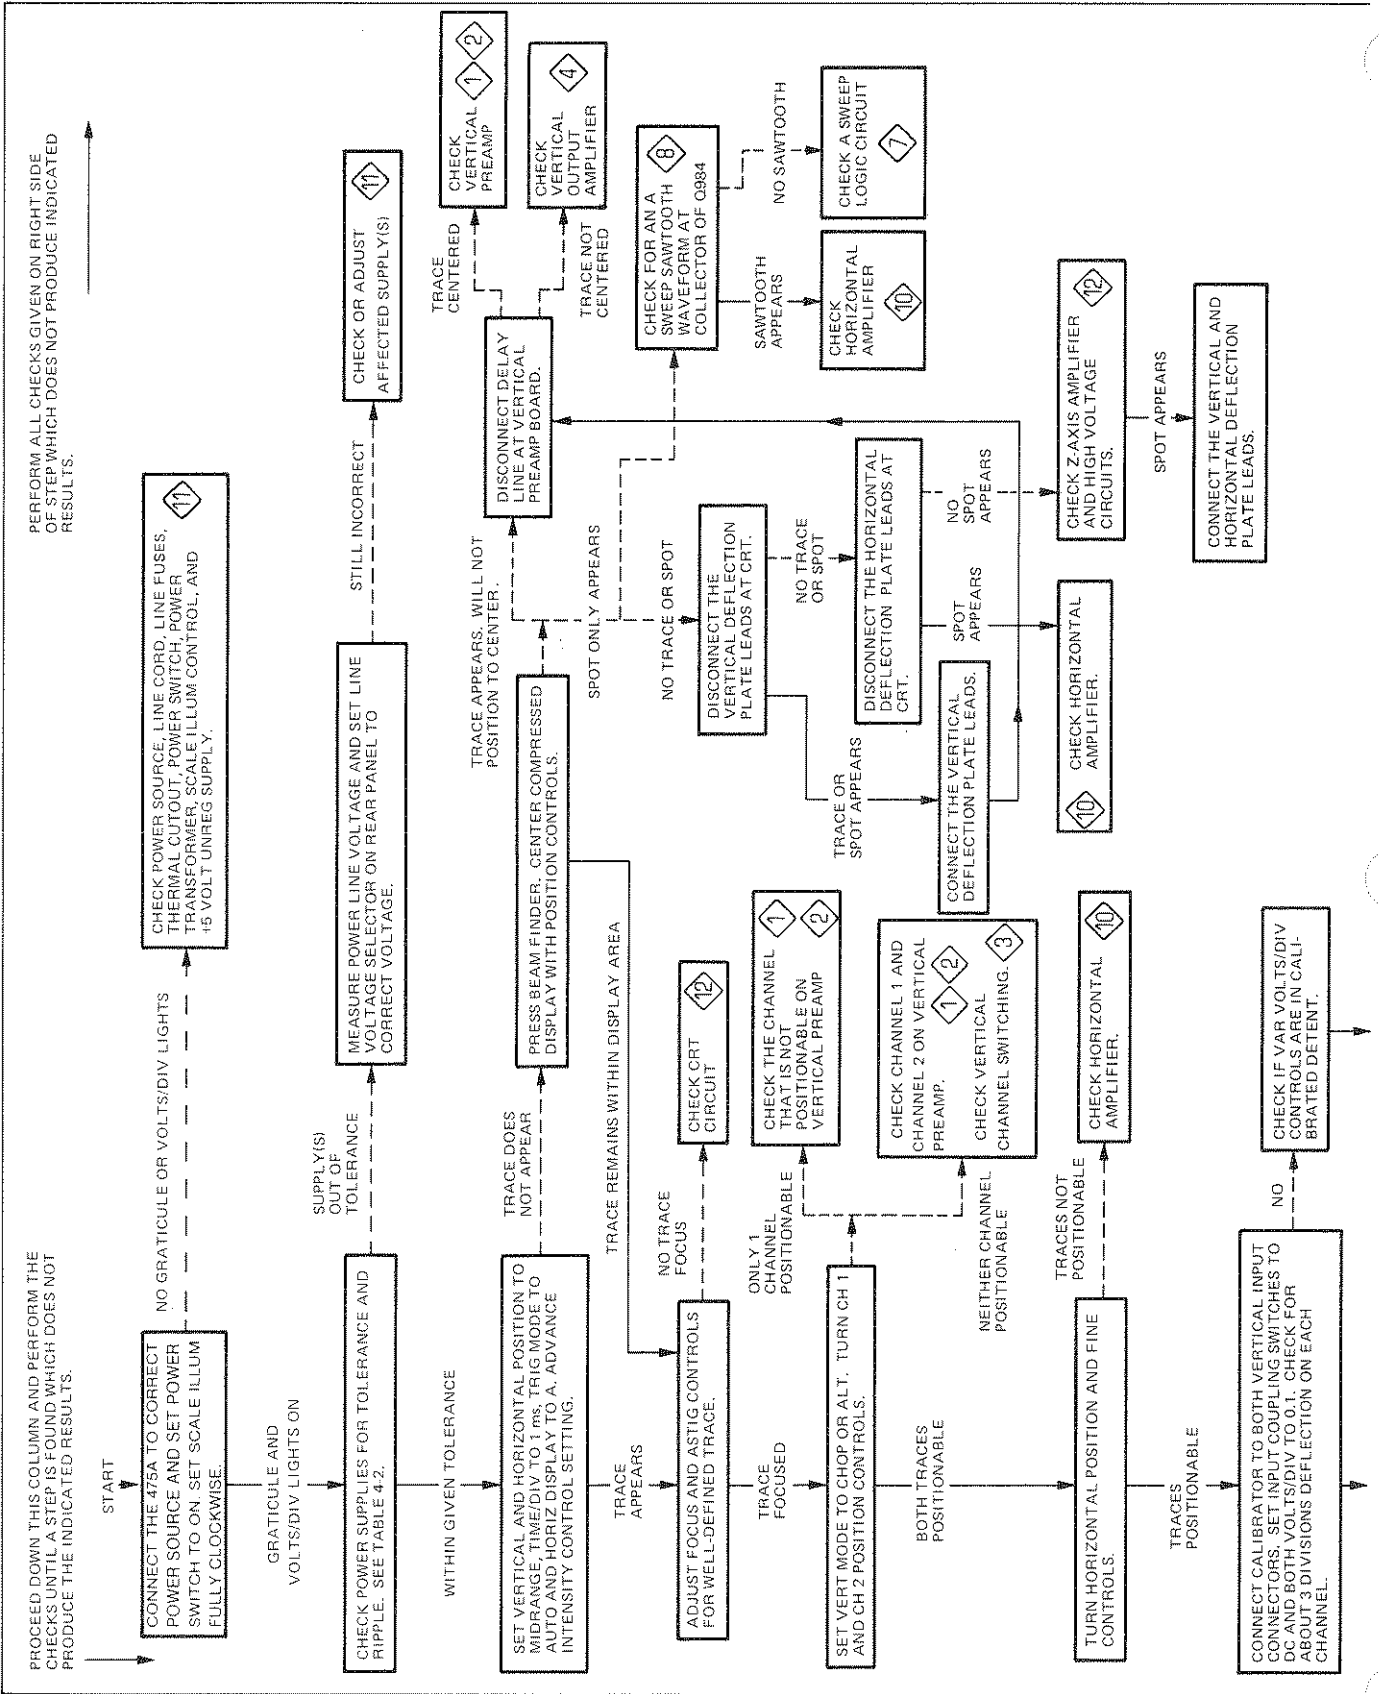 PROCEED DOWN THIS COLUMN AND PERFORM THE
CHECKS UNTIL A STEP IS FOUND WHICH DOES NOT
PRODUCE THE INDICATED RESULTS.
PERFORM ALL CHECKS GIVEN ON RIGHT SIDE
OF STEP WHICH DOES NOT PRODUCE INDICATED
RESULTS.
START
CONNECT THE 475A TO CORRECT
POWER SOURCE AND SET POWER
SWITCH TO ON. SET SCALE ILLUM
FULLY CLOCKWISE.
NO GRATICULE OR VOLTS/DIV LIGHTS
CHECK POWER SOURCE, LINE CORD, LINE FUSES,
THERMAL CUTOUT, POWER SWITCH, POWER
TRANSFORMER, SCALE ILLUM CONTROL, AND
+5 VOLT UNREG SUPPLY.
11
GRATICULE AND
VOLTS/DIV LIGHTS ON
CHECK POWER SUPPLIES FOR TOLERANCE AND
RIPPLE. SEE TABLE 4-2.
SUPPLY(S)
OUT OF
TOLERANCE
MEASURE POWER LINE VOLTAGE AND SET LINE
VOLTAGE SELECTOR ON REAR PANEL TO
CORRECT VOLTAGE.
STILL INCORRECT
CHECK OR ADJUST
AFFECTED SUPPLY(S)
11
WITHIN GIVEN TOLERANCE
SET VERTICAL AND HORIZONTAL POSITION TO
MIDRANGE, TIME/DIV TO 1 ms, TRIG MODE TO
AUTO AND HORIZ DISPLAY TO A. ADVANCE
INTENSITY CONTROL SETTING.
TRACE DOES
NOT APPEAR
PRESS BEAM FINDER. CENTER COMPRESSED
DISPLAY WITH POSITION CONTROLS.
TRACE APPEARS. WILL NOT
POSITION TO CENTER.
DISCONNECT DELAY
LINE AT VERTICAL
PREAMP BOARD.
TRACE
CENTERED
CHECK
VERTICAL
PREAMP
1
2
TRACE NOT
CENTERED
CHECK
VERTICAL
OUTPUT
AMPLIFIER
4
SPOT ONLY APPEARS
CHECK FOR AN A
SWEEP SAWTOOTH
WAVEFORM AT
COLLECTOR OF Q984
8
NO SAWTOOTH
CHECK A SWEEP
LOGIC CIRCUIT
7
SAWTOOTH
APPEARS
CHECK
HORIZONTAL
AMPLIFIER
10
NO TRACE OR SPOT
DISCONNECT THE
VERTICAL DEFLECTION
PLATE LEADS AT CRT.
NO TRACE
OR SPOT
DISCONNECT THE HORIZONTAL
DEFLECTION PLATE LEADS AT
CRT.
NO
SPOT
APPEARS
CHECK Z-AXIS AMPLIFIER
AND HIGH VOLTAGE
CIRCUITS.
12
SPOT APPEARS
CONNECT THE VERTICAL AND
HORIZONTAL DEFLECTION
PLATE LEADS.
SPOT
APPEARS
CHECK HORIZONTAL
AMPLIFIER.
10
TRACE OR
SPOT APPEARS
CONNECT THE VERTICAL
DEFLECTION PLATE LEADS.
TRACE REMAINS WITHIN DISPLAY AREA
TRACE
APPEARS
ADJUST FOCUS AND ASTIG CONTROLS
FOR WELL-DEFINED TRACE.
NO TRACE
FOCUS
CHECK CRT
CIRCUIT
12
TRACE
FOCUSED
SET VERT MODE TO CHOP OR ALT. TURN CH 1
AND CH 2 POSITION CONTROLS.
ONLY 1
CHANNEL
POSITIONABLE
CHECK THE CHANNEL
THAT IS NOT
POSITIONABLE ON
VERTICAL PREAMP
1
2
NEITHER CHANNEL
POSITIONABLE
CHECK CHANNEL 1 AND
CHANNEL 2 ON VERTICAL
PREAMP.
1
2
CHECK VERTICAL
CHANNEL SWITCHING.
3
BOTH TRACES
POSITIONABLE
TURN HORIZONTAL POSITION AND FINE
CONTROLS.
TRACES NOT
POSITIONABLE
CHECK HORIZONTAL
AMPLIFIER.
10
TRACES
POSITIONABLE
CONNECT CALIBRATOR TO BOTH VERTICAL INPUT
CONNECTORS. SET INPUT COUPLING SWITCHES TO
DC AND BOTH VOLTS/DIV TO 0.1. CHECK FOR
ABOUT 3 DIVISIONS DEFLECTION ON EACH
CHANNEL.
NO
CHECK IF VAR VOLTS/DIV
CONTROLS ARE IN CALI-
BRATED DETENT.